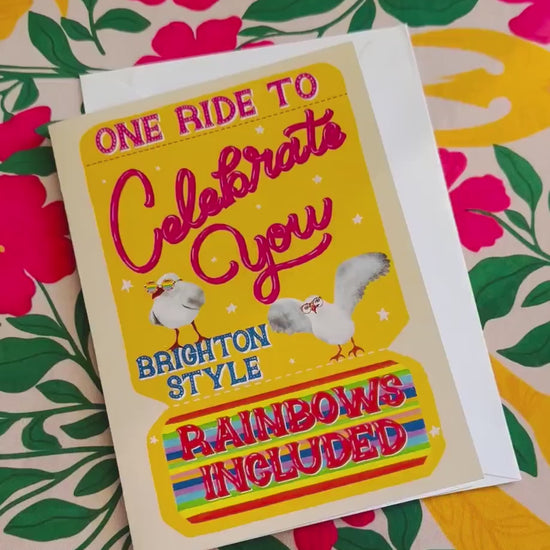 ONE RIDE TO
Celebrate
You
BRIGHTON
STYLE
RAINBOWS
INCLUDED